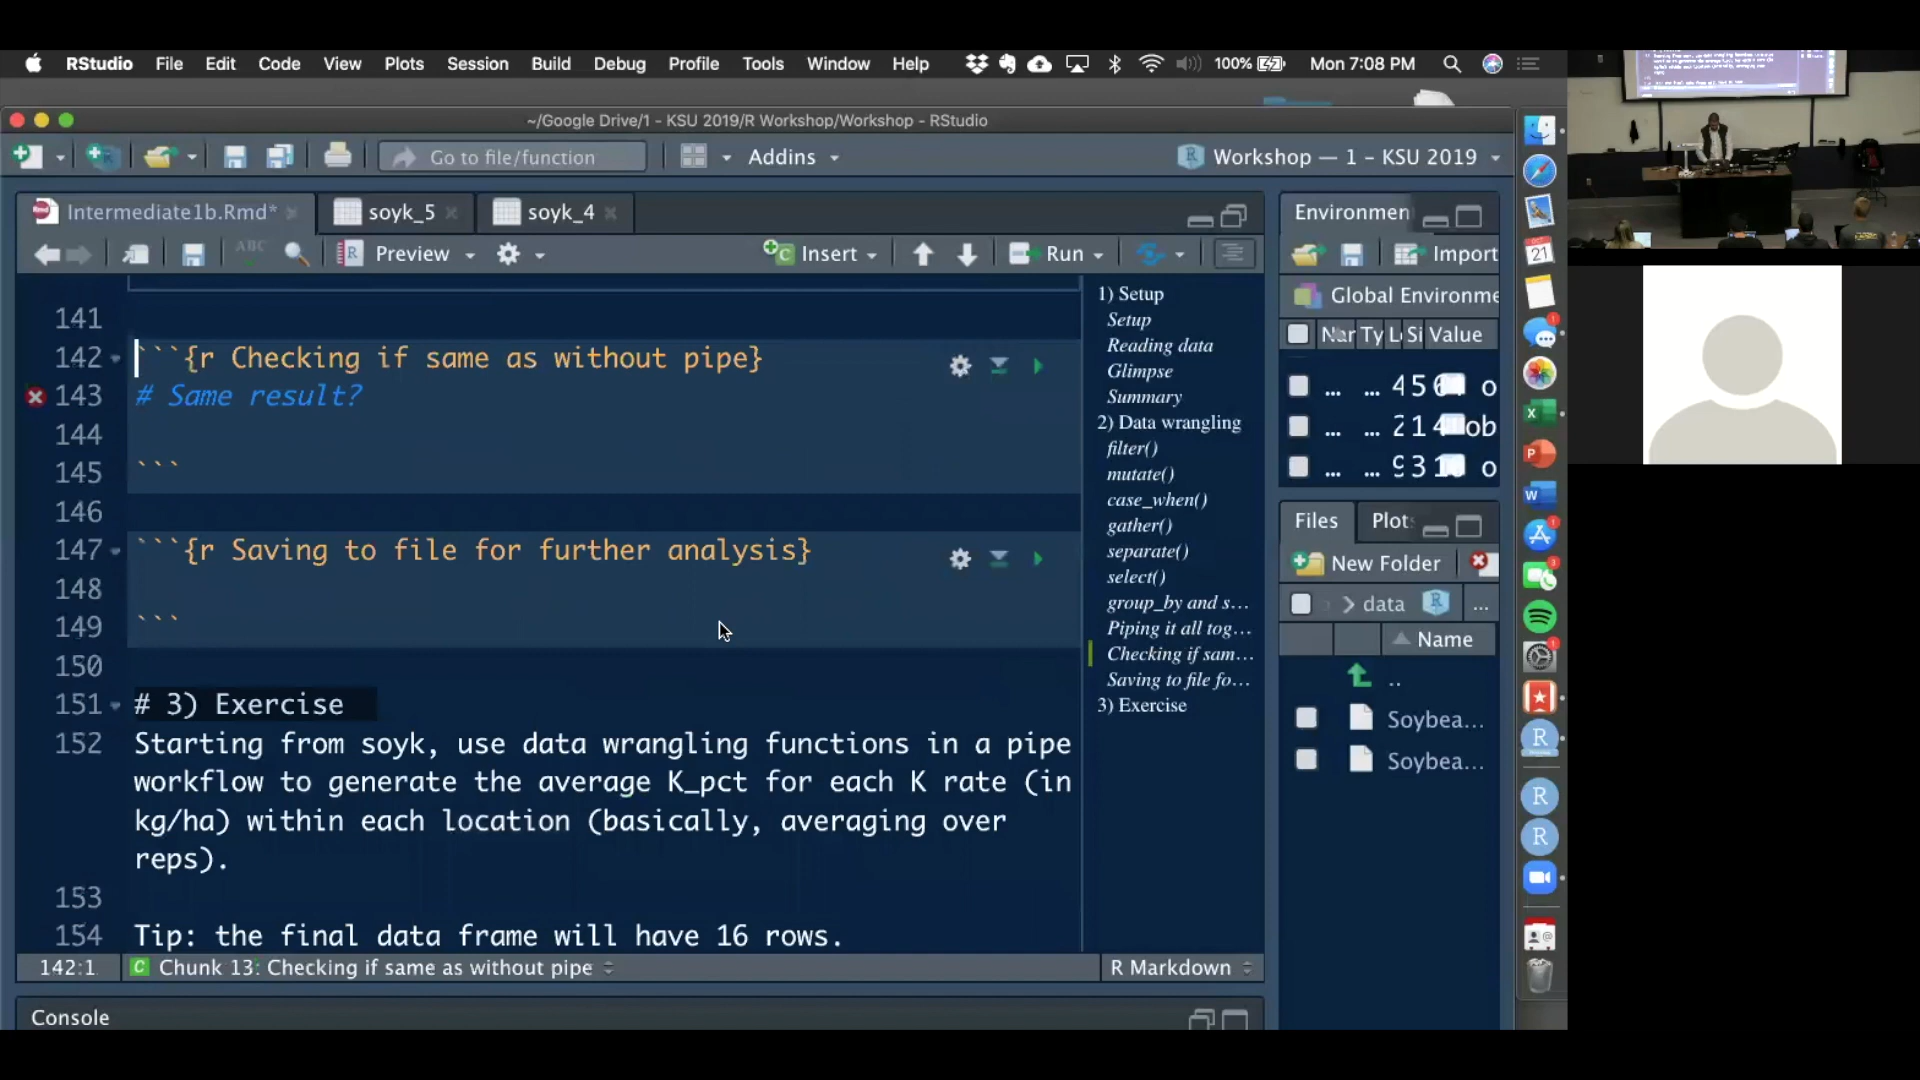 RStudio File Edit Code View Plots Session Build Debug Profile Tools Window Help 100% Mon 7:08 PM
~/Google Drive/1 - KSU 2019/R Workshop/Workshop - RStudio
Go to file/function Addins Workshop — 1 – KSU 2019
Intermediate1b.Rmd* soyk_5 soyk_4
ABC Preview Insert Run
141
142 ```{r Checking if same as without pipe}
143 # Same result?
144
145 ```
146
147 ```{r Saving to file for further analysis}
148
149 ```
150
151 # 3) Exercise
152 Starting from soyk, use data wrangling functions in a pipe
workflow to generate the average K_pct for each K rate (in
kg/ha) within each location (basically, averaging over
reps).
153
154 Tip: the final data frame will have 16 rows.
142:1 Chunk 13: Checking if same as without pipe R Markdown
Console
1) Setup
Setup
Reading data
Glimpse
Summary
2) Data wrangling
filter()
mutate()
case_when()
gather()
separate()
select()
group_by and s...
Piping it all tog...
Checking if sam...
Saving to file fo...
3) Exercise
Environmen
Import
Global Environme
Ty Si Value
Files Plot
New Folder
data ...
Name
..
Soybea...
Soybea...
OCT
21